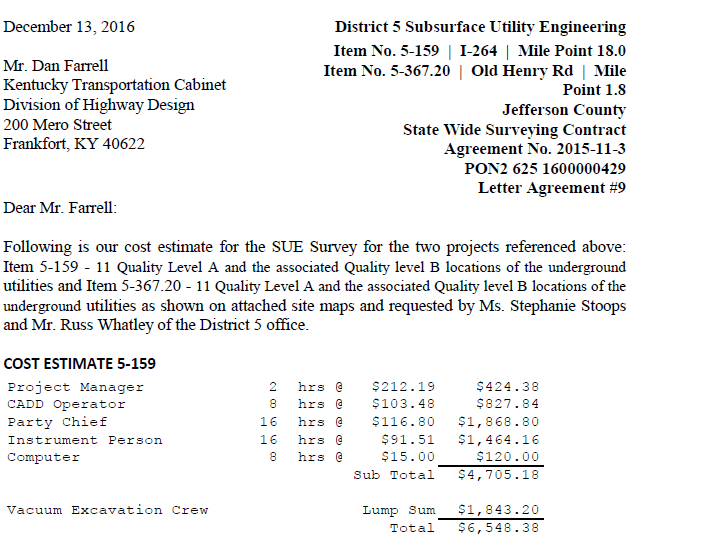 December 13, 2016
District 5 Subsurface Utility Engineering
Item No. 5-159 | I-264 | Mile Point 18.0
Item No. 5-367.20 | Old Henry Rd | Mile
Point 1.8
Jefferson County
State Wide Surveying Contract
Agreement No. 2015-11-3
PON2 625 1600000429
Letter Agreement #9
Mr. Dan Farrell
Kentucky Transportation Cabinet
Division of Highway Design
200 Mero Street
Frankfort, KY 40622
Dear Mr. Farrell:
Following is our cost estimate for the SUE Survey for the two projects referenced above:
Item 5-159 - 11 Quality Level A and the associated Quality level B locations of the underground
utilities and Item 5-367.20 - 11 Quality Level A and the associated Quality level B locations of the
underground utilities as shown on attached site maps and requested by Ms. Stephanie Stoops
and Mr. Russ Whatley of the District 5 office.
COST ESTIMATE 5-159
Project Manager 2 hrs @ $212.19 $424.38
CADD Operator 8 hrs @ $103.48 $827.84
Party Chief 16 hrs @ $116.80 $1,868.80
Instrument Person 16 hrs @ $91.51 $1,464.16
Computer 8 hrs @ $15.00 $120.00
Sub Total $4,705.18
Vacuum Excavation Crew Lump Sum $1,843.20
Total $6,548.38